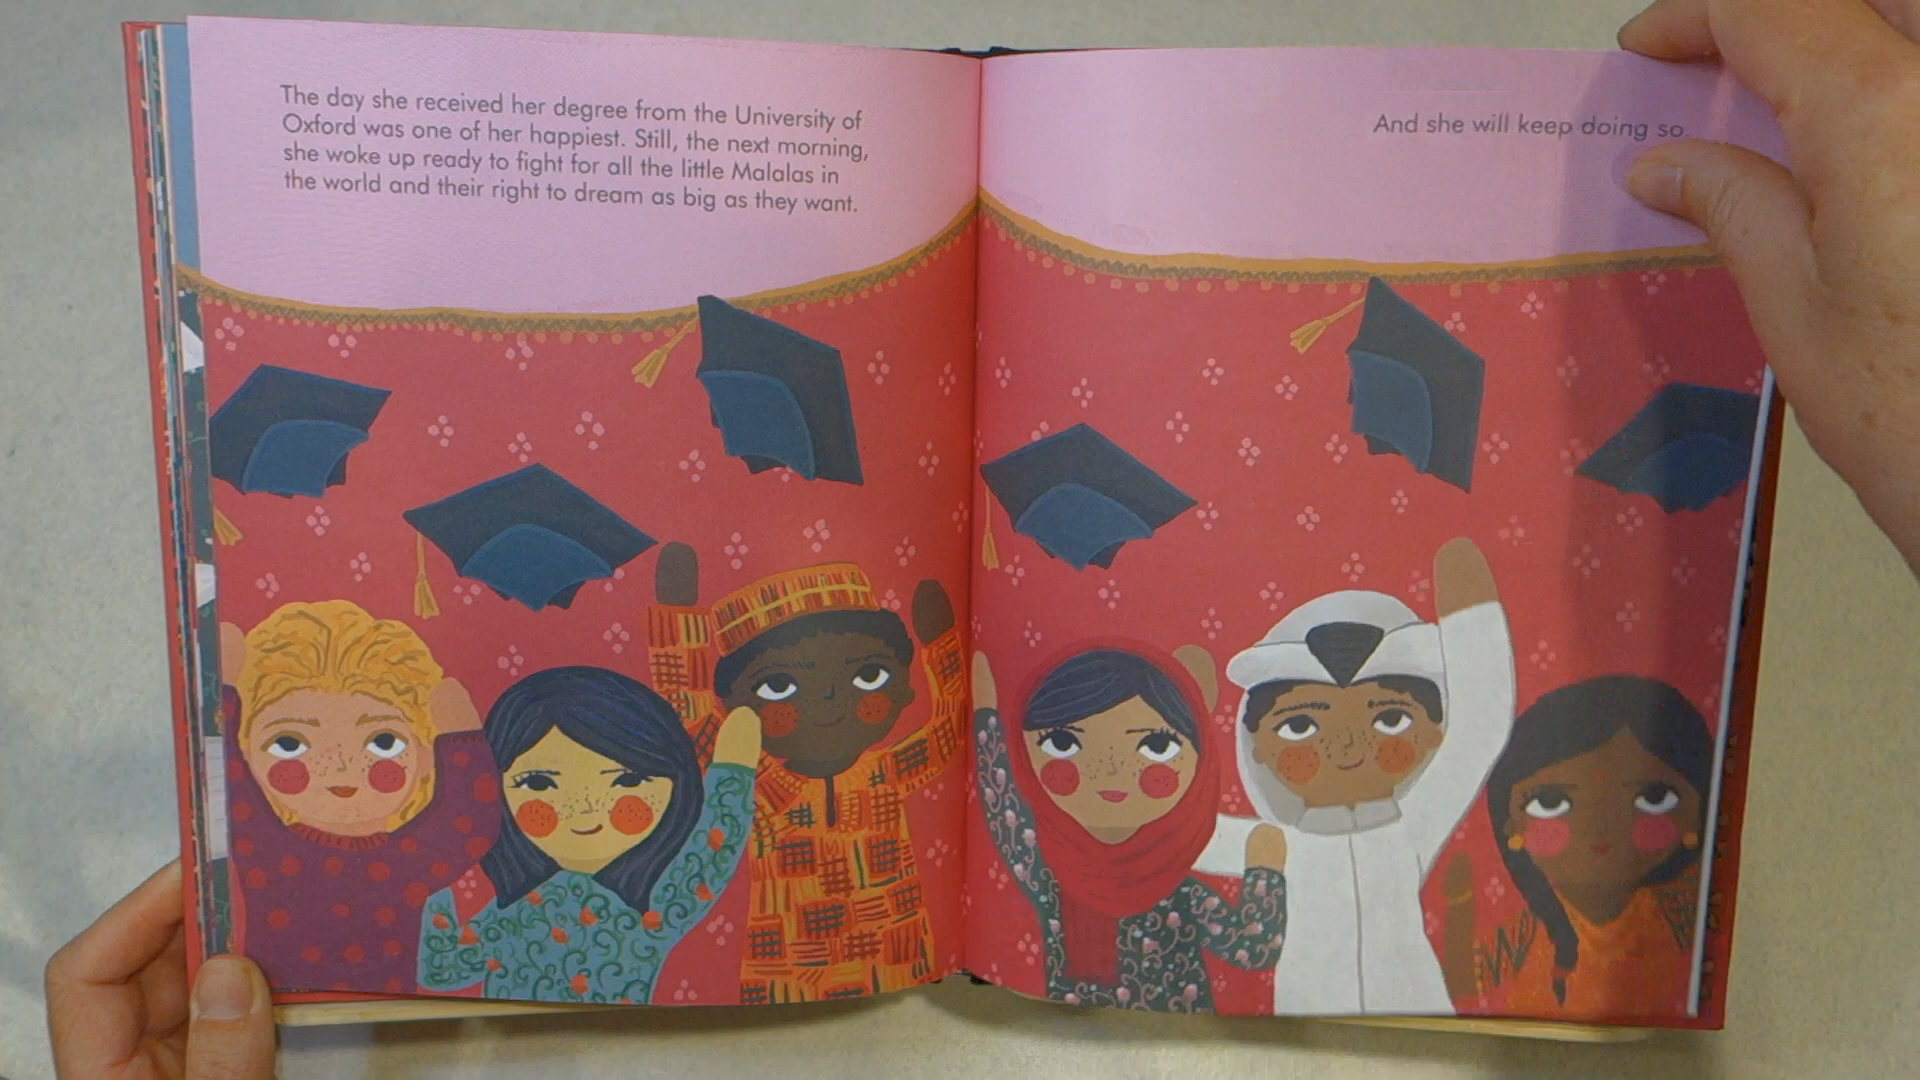 The day she received her degree from the University of
Oxford was one of her happiest. Still, the next morning,
she woke up ready to fight for all the little Malalas in
the world and their right to dream as big as they want.
And she will keep doing so.